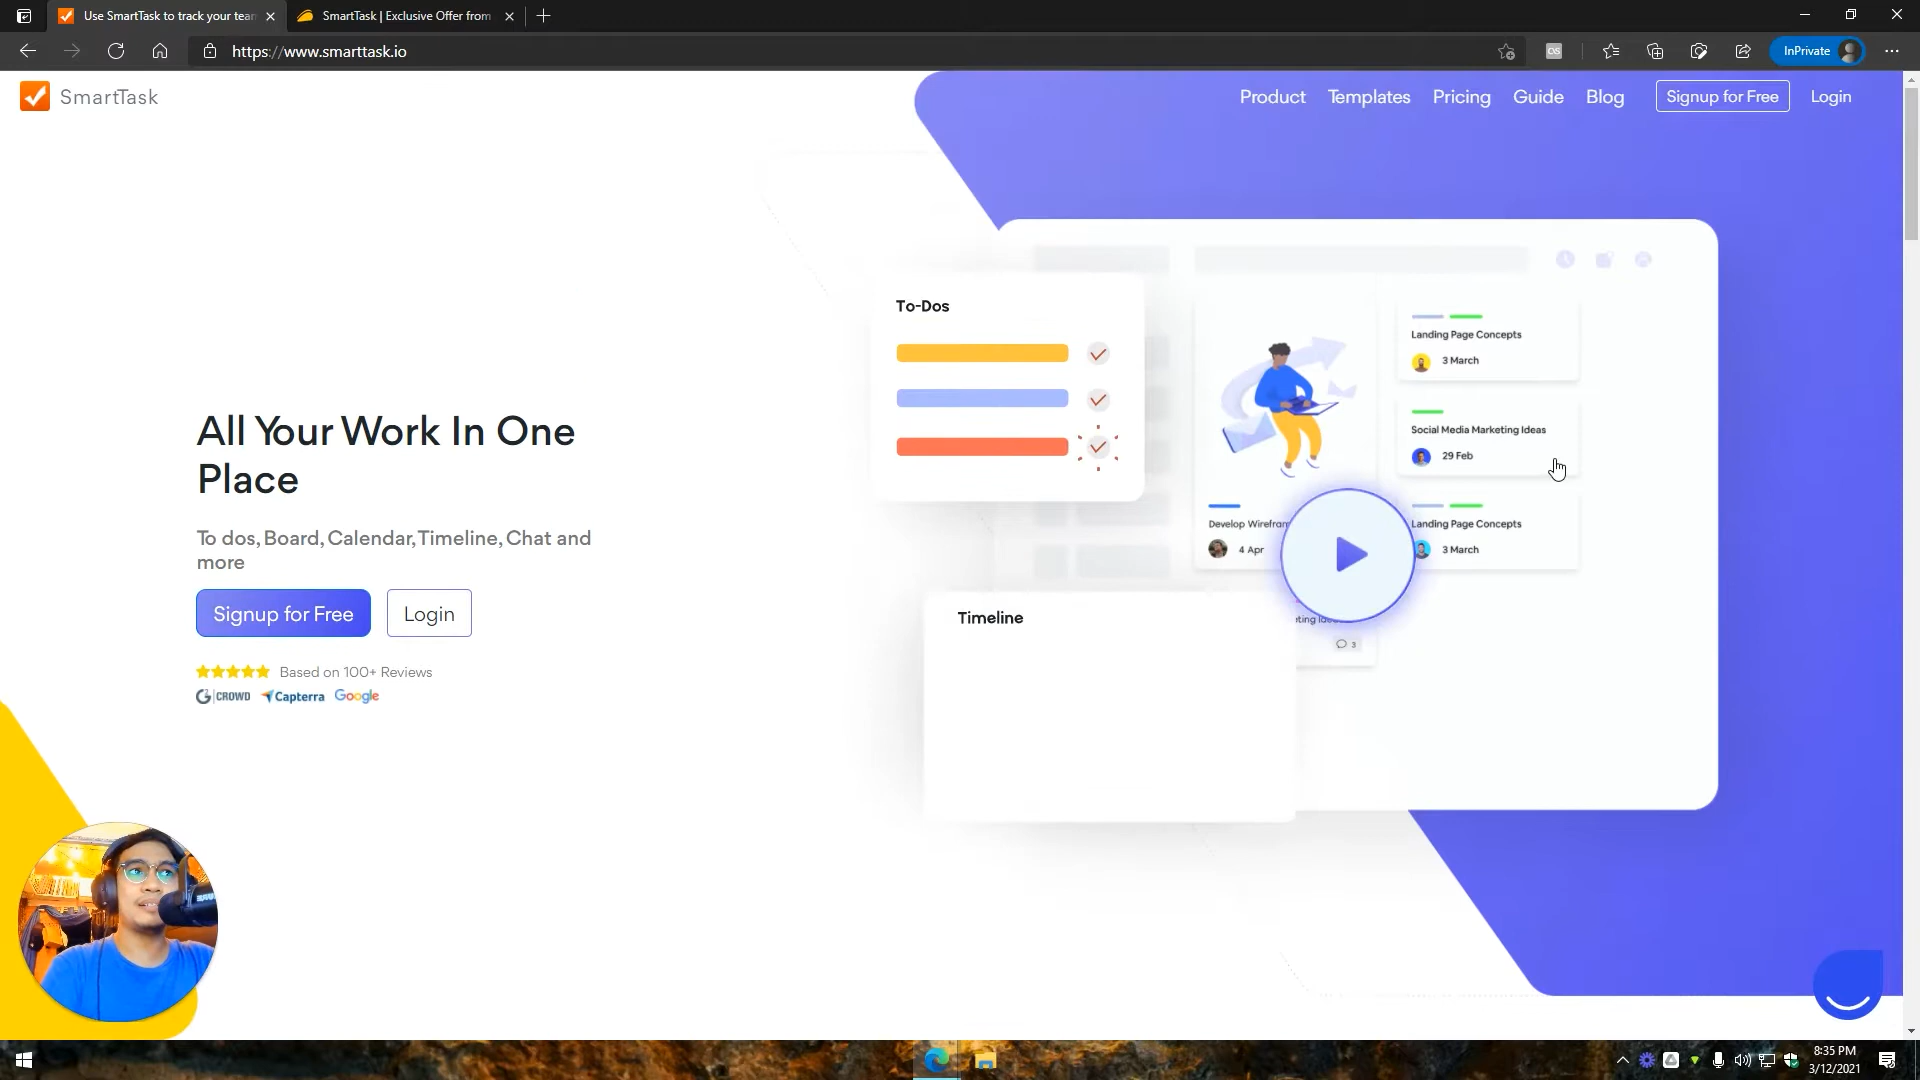 Use SmartTask to track your tean
SmartTask | Exclusive Offer from
https://www.smarttask.io
InPrivate
SmartTask
Product
Templates
Pricing
Guide
Blog
Signup for Free
Login
To-Dos
Landing Page Concepts
3 March
Social Media Marketing Ideas
29 Feb
All Your Work In One
Place
To dos, Board, Calendar, Timeline, Chat and
more
Signup for Free
Login
Based on 100+ Reviews
CROWD
Capterra
Google
Develop Wirefram
4 Apr
Landing Page Concepts
3 March
Timeline
3
8:35 PM
3/12/2021